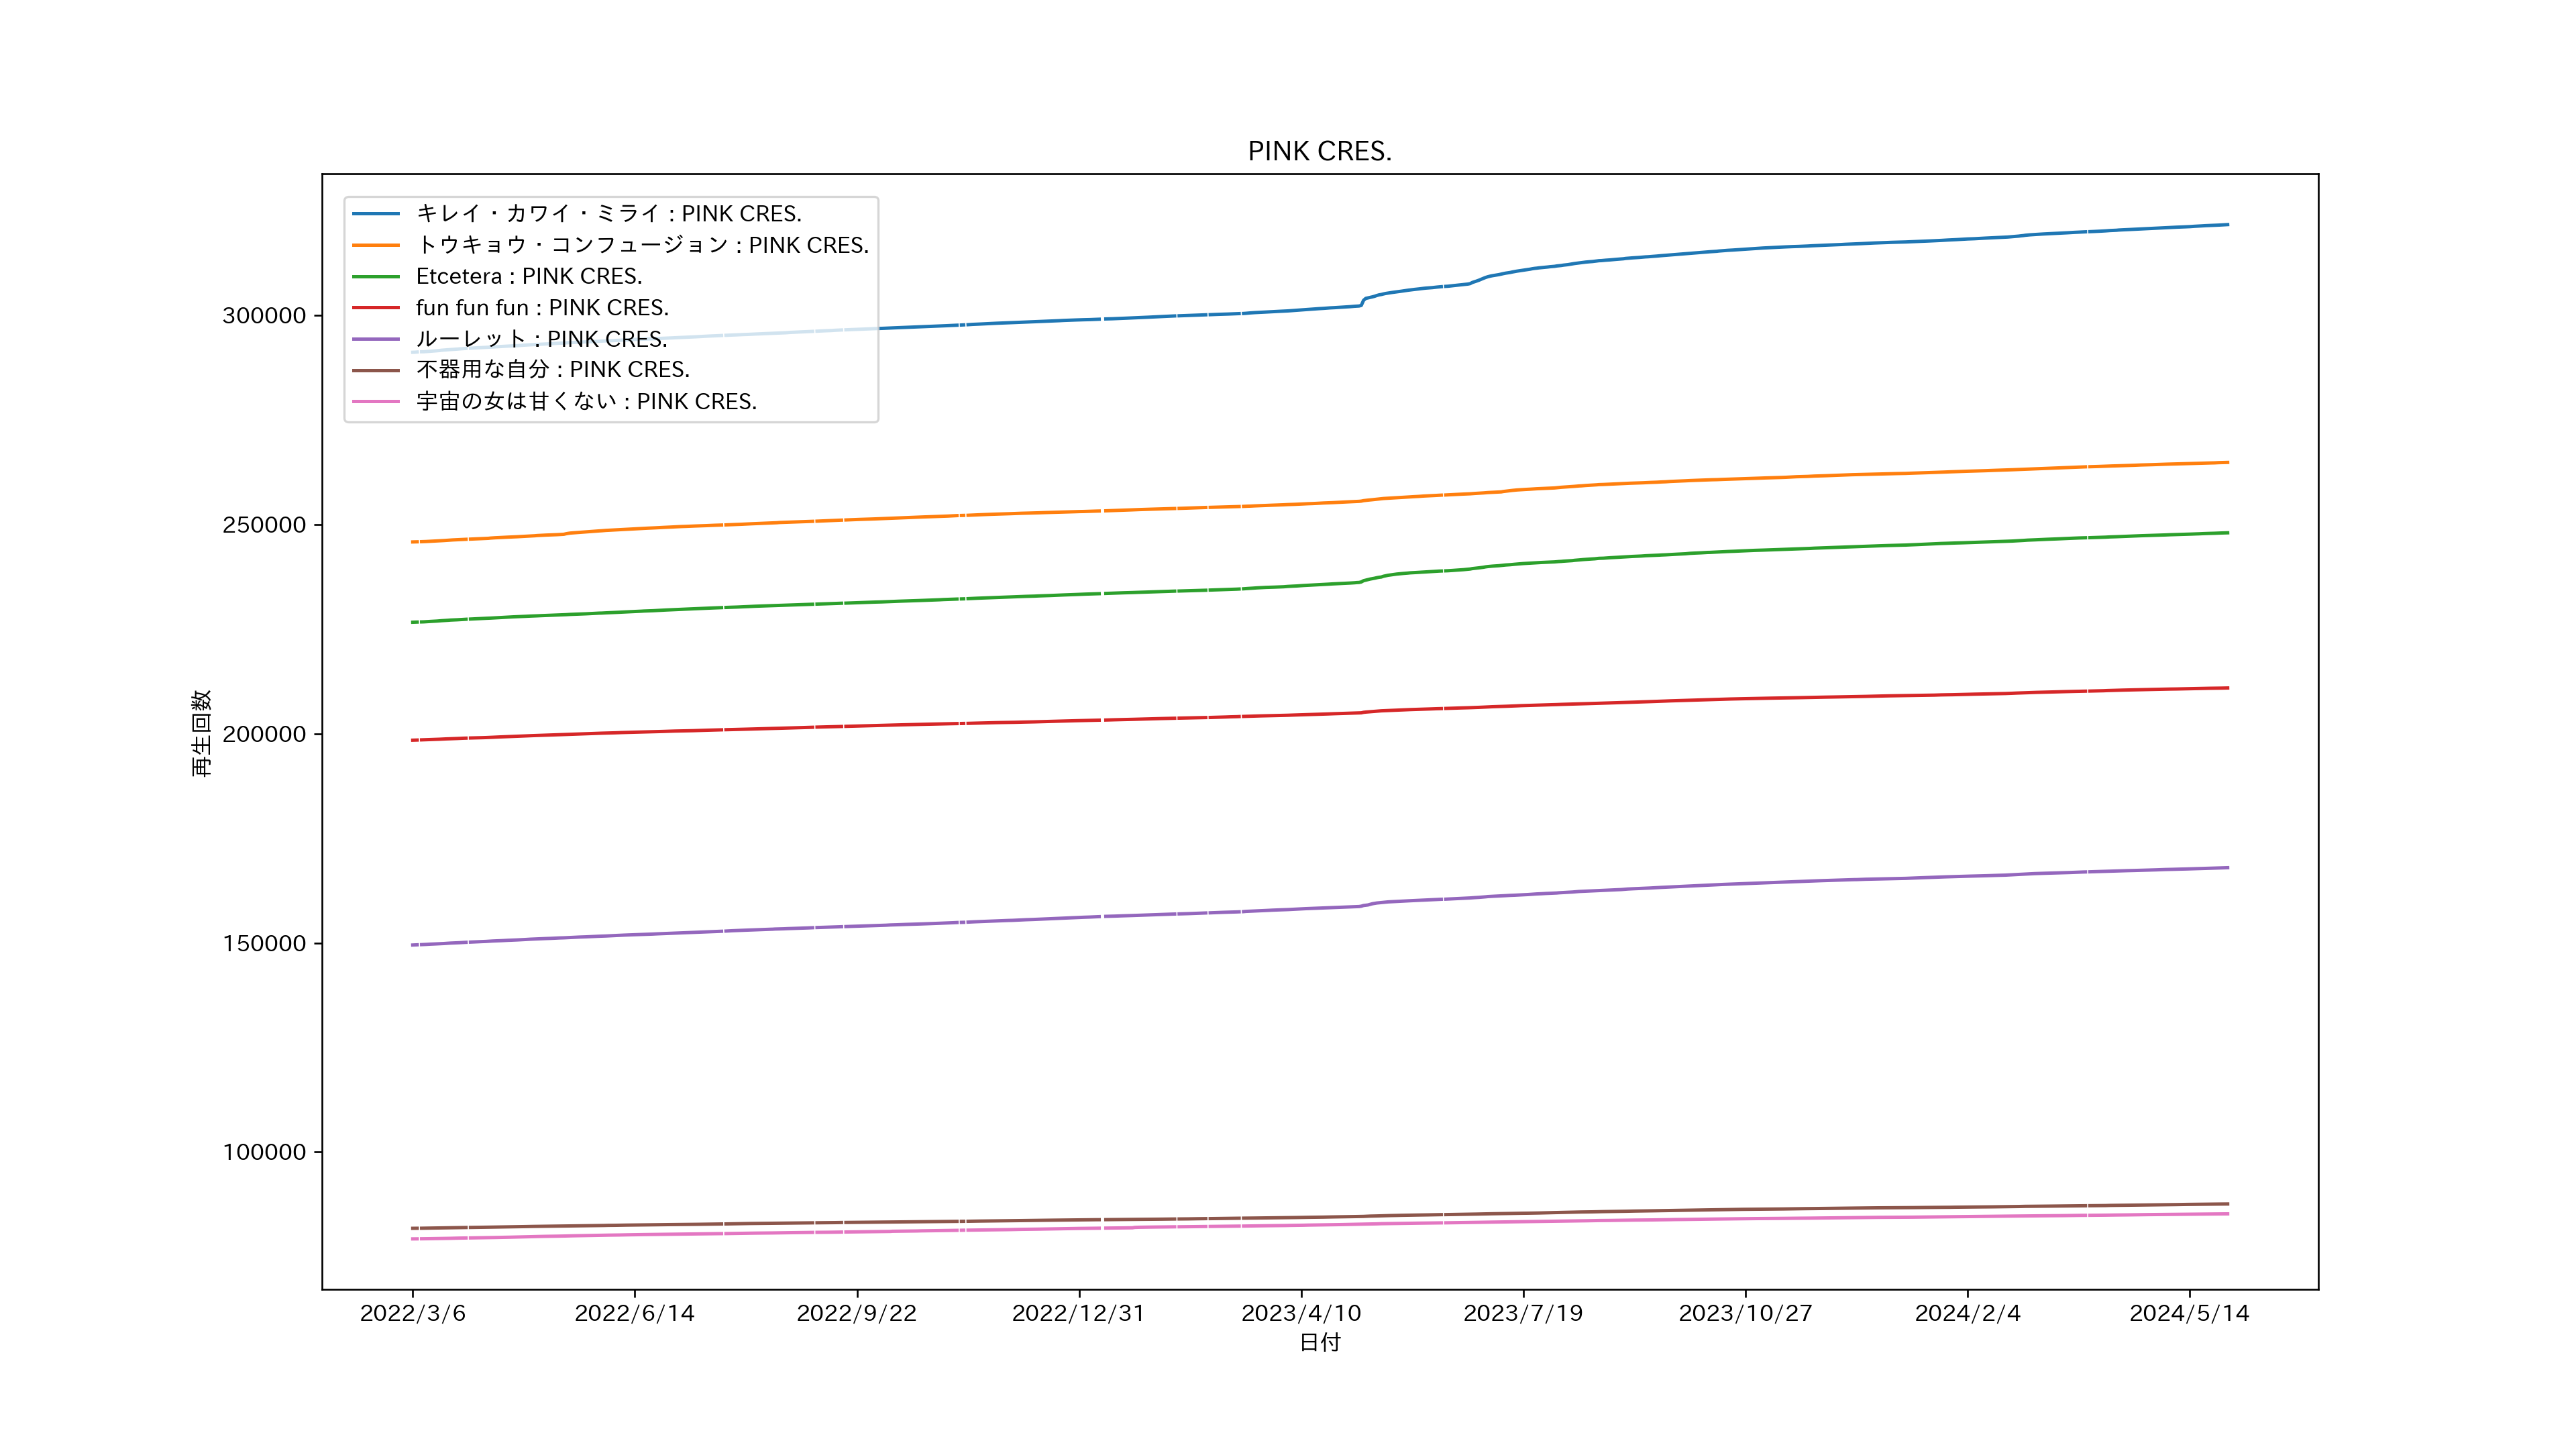 PINK CRES.
キレイ・カワイ・ミライ : PINK CRES.
トウキョウ・コンフュージョン : PINK CRES.
Etcetera : PINK CRES.
fun fun fun : PINK CRES.
ルーレット : PINK CRES.
不器用な自分 : PINK CRES.
宇宙の女は甘くない : PINK CRES.
300000
250000
200000
150000
100000
再生回数
2022/3/6 2022/6/14 2022/9/22 2022/12/31 2023/4/10 2023/7/19 2023/10/27 2024/2/4 2024/5/14
日付